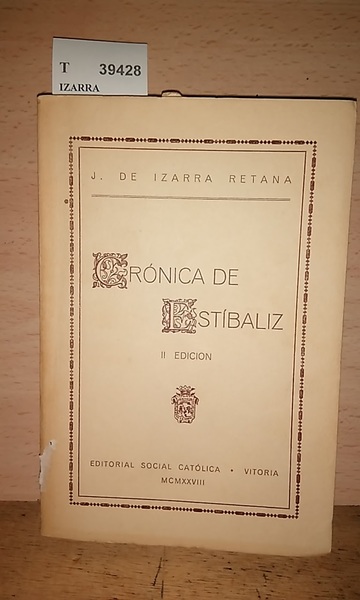 T 39428
IZARRA
J. DE IZARRA RETANA
CRÓNICA DE
ESTÍBALIZ
II EDICION
EDITORIAL SOCIAL CATÓLICA • VITORIA
MCMXXVIII